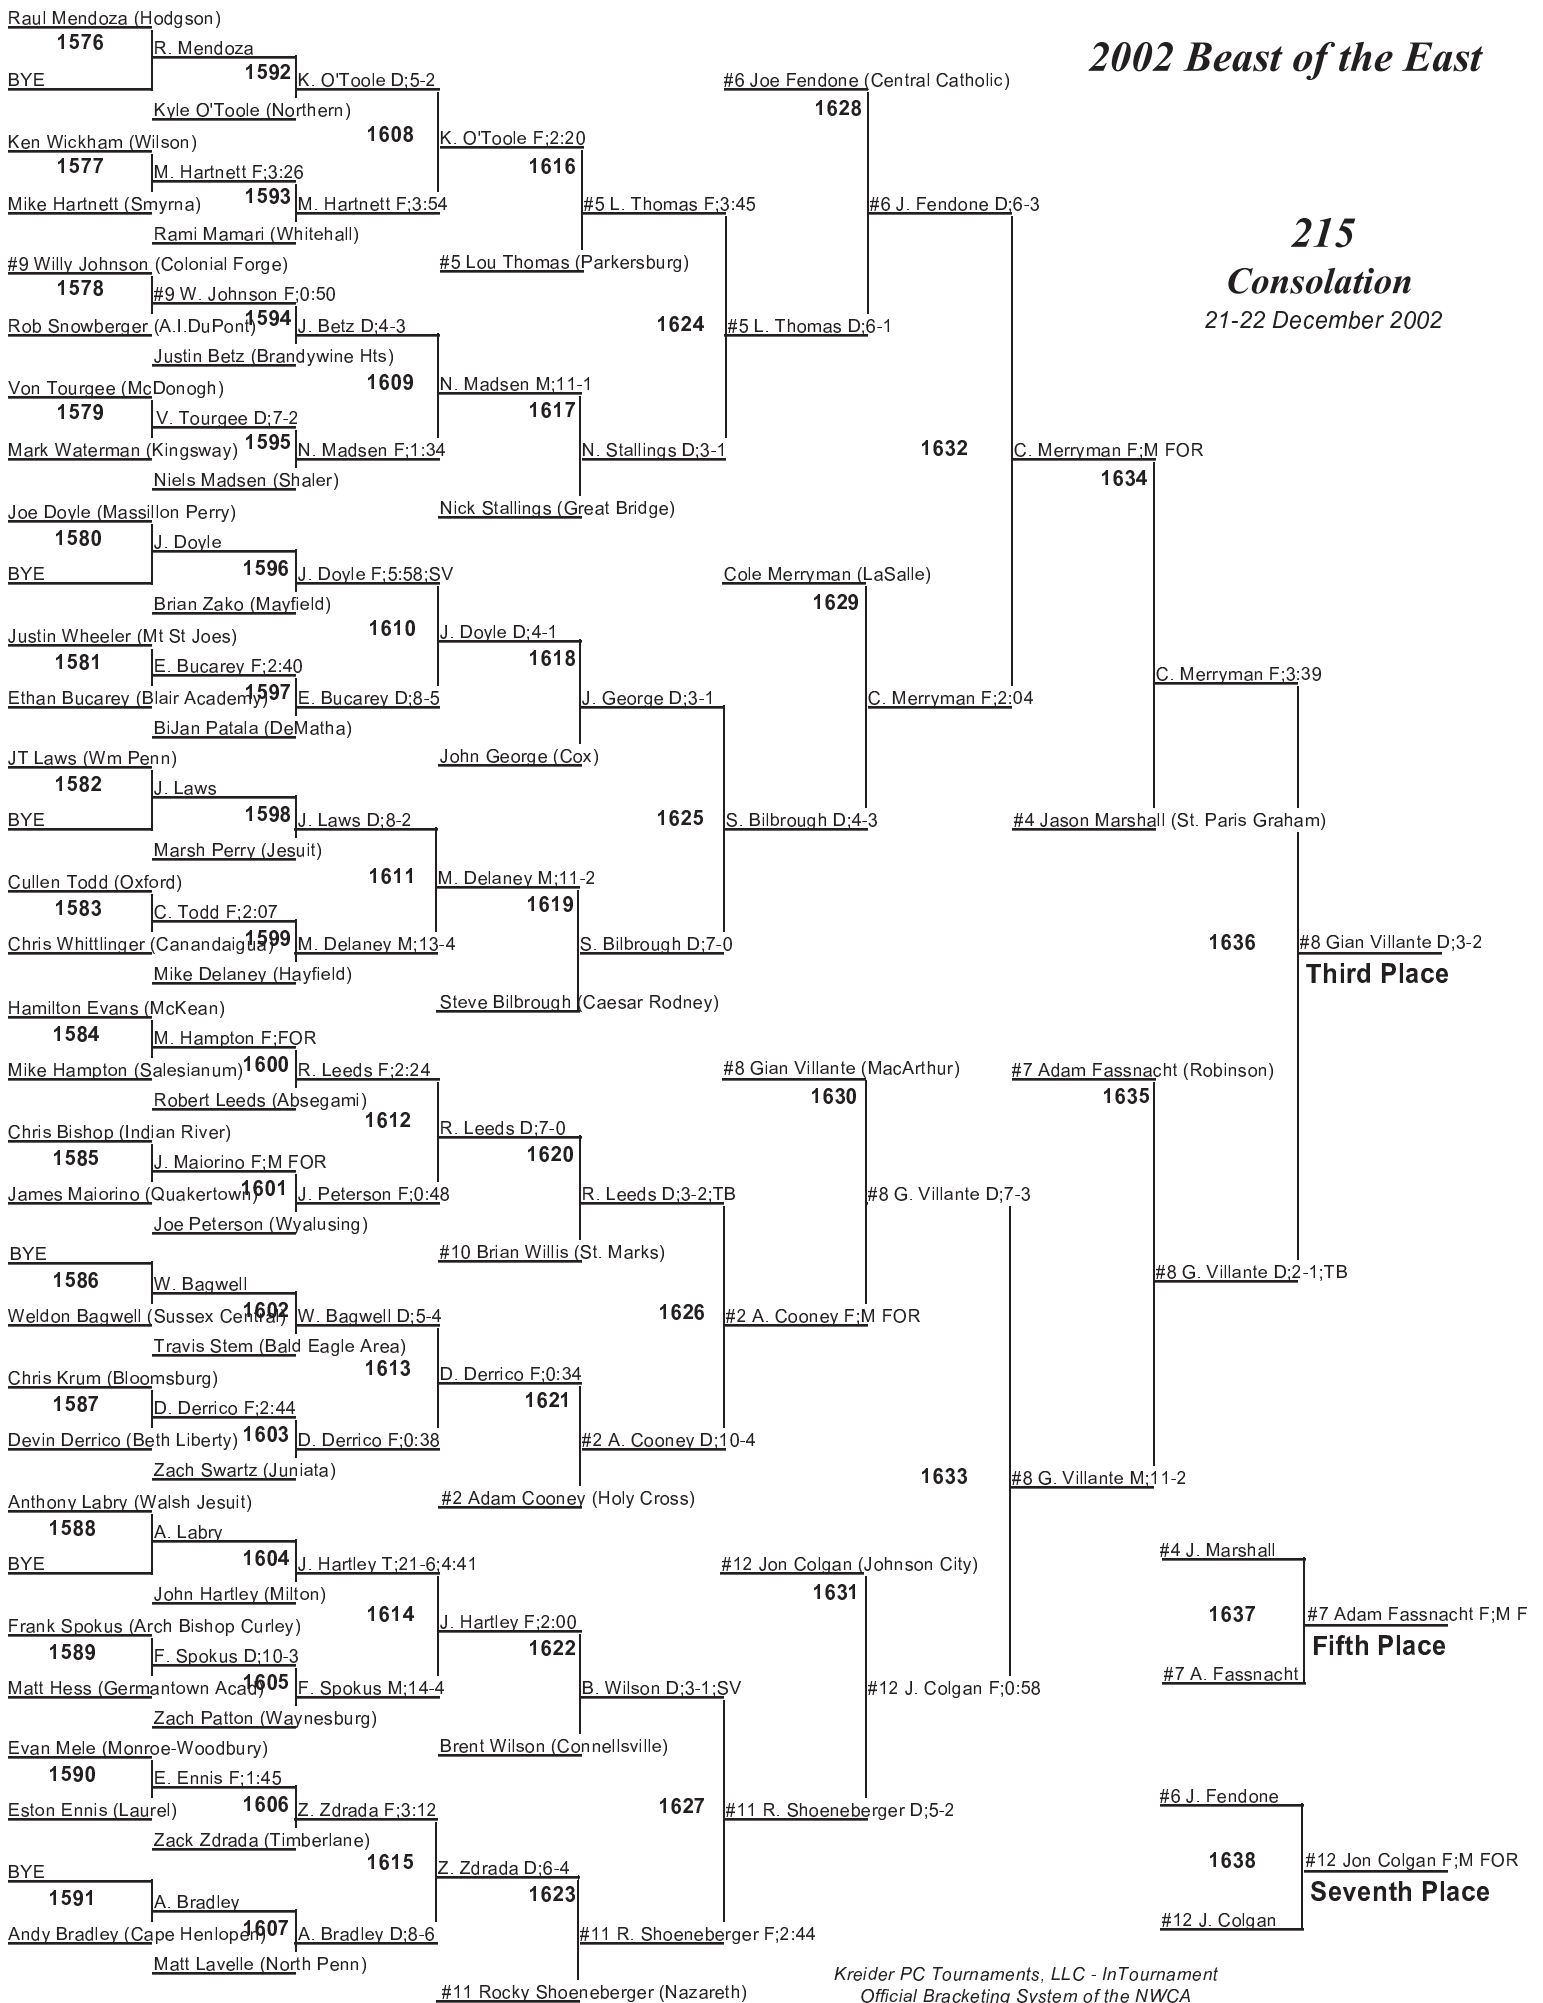 Raul Mendoza (Hodgson)
1576
R. Mendoza
2002 Beast of the East
BYE
1592
K. O'Toole D;5-2
#6 Joe Fendone (Central Catholic)
1628
Kyle O'Toole (Northern)
1608
Ken Wickham (Wilson)
K. O'Toole F;2:20
1577
M. Hartnett F;3:26
1616
Mike Hartnett (Smyrna)
1593
M. Hartnett F;3:54
#5 L. Thomas F;3:45
#6 J. Fendone D;6-3
Rami Mamari (Whitehall)
215
#9 Willy Johnson (Colonial Forge)
#5 Lou Thomas (Parkersburg)
Consolation
1578
#9 W. Johnson F;0:50
21-22 December 2002
Rob Snowberger (A.I.DuPont)
1594
J. Betz D;4-3
1624
#5 L. Thomas D;6-1
Justin Betz (Brandywine Hts)
Von Tourgee (McDonogh)
1609
N. Madsen M;11-1
1579
V. Tourgee D;7-2
1617
Mark Waterman (Kingsway)
1595
N. Madsen F;1:34
N. Stallings D;3-1
1632
C. Merryman F;M FOR
Niels Madsen (Shaler)
1634
Joe Doyle (Massillon Perry)
Nick Stallings (Great Bridge)
1580
J. Doyle
BYE
1596
J. Doyle F;5:58;SV
Cole Merryman (LaSalle)
Brian Zako (Mayfield)
1629
Justin Wheeler (Mt St Joes)
1610
J. Doyle D;4-1
1581
E. Bucarey F;2:40
1618
C. Merryman F;3:39
Ethan Bucarey (Blair Academy)
1597
E. Bucarey D;8-5
J. George D;3-1
C. Merryman F;2:04
BiJan Patala (DeMatha)
JT Laws (Wm Penn)
John George (Cox)
1582
J. Laws
BYE
1598
J. Laws D;8-2
1625
S. Bilbrough D;4-3
#4 Jason Marshall (St. Paris Graham)
Marsh Perry (Jesuit)
Cullen Todd (Oxford)
1611
M. Delaney M;11-2
1583
C. Todd F;2:07
1619
Chris Whittlinger (Canandaigua)
1599
M. Delaney M;13-4
S. Bilbrough D;7-0
1636
#8 Gian Villante D;3-2
Mike Delaney (Hayfield)
Third Place
Hamilton Evans (McKean)
Steve Bilbrough (Caesar Rodney)
1584
M. Hampton F;FOR
Mike Hampton (Salesianum)
1600
R. Leeds F;2:24
#8 Gian Villante (MacArthur)
#7 Adam Fassnacht (Robinson)
Robert Leeds (Absegami)
1630
1635
Chris Bishop (Indian River)
1612
R. Leeds D;7-0
1585
J. Maiorino F;M FOR
1620
James Maiorino (Quakertown)
1601
J. Peterson F;0:48
R. Leeds D;3-2;TB
#8 G. Villante D;7-3
Joe Peterson (Wyalusing)
BYE
#10 Brian Willis (St. Marks)
1586
W. Bagwell
#8 G. Villante D;2-1;TB
Weldon Bagwell (Sussex Central)
1602
W. Bagwell D;5-4
1626
#2 A. Cooney F;M FOR
Travis Stem (Bald Eagle Area)
Chris Krum (Bloomsburg)
1613
D. Derrico F;0:34
1587
D. Derrico F;2:44
1621
Devin Derrico (Beth Liberty)
1603
D. Derrico F;0:38
#2 A. Cooney D;10-4
Zach Swartz (Juniata)
1633
#8 G. Villante M;11-2
Anthony Labry (Walsh Jesuit)
#2 Adam Cooney (Holy Cross)
1588
A. Labry
#4 J. Marshall
BYE
1604
J. Hartley T;21-6;4:41
#12 Jon Colgan (Johnson City)
John Hartley (Milton)
1631
Frank Spokus (Arch Bishop Curley)
1614
J. Hartley F;2:00
1637
#7 Adam Fassnacht F;M F
1589
F. Spokus D;10-3
1622
Fifth Place
Matt Hess (Germantown Acad)
1605
F. Spokus M;14-4
B. Wilson D;3-1;SV
#12 J. Colgan F;0:58
#7 A. Fassnacht
Zach Patton (Waynesburg)
Evan Mele (Monroe-Woodbury)
Brent Wilson (Connellsville)
1590
E. Ennis F;1:45
#6 J. Fendone
Eston Ennis (Laurel)
1606
Z. Zdrada F;3:12
1627
#11 R. Shoeneberger D;5-2
Zack Zdrada (Timberlane)
BYE
1615
Z. Zdrada D;6-4
1638
#12 Jon Colgan F;M FOR
1591
A. Bradley
1623
Seventh Place
Andy Bradley (Cape Henlopen)
1607
A. Bradley D;8-6
#11 R. Shoeneberger F;2:44
#12 J. Colgan
Matt Lavelle (North Penn)
#11 Rocky Shoeneberger (Nazareth)
Kreider PC Tournaments, LLC - InTournament
Official Bracketing System of the NWCA